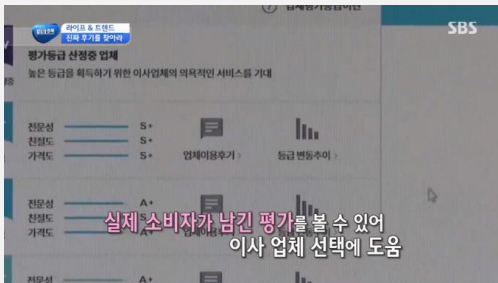 라이프 & 트렌드
진짜 후기를 찾아라
SBS
평가등급 산정중 업체
높은 등급을 획득하기 위한 이사업체의 의욕적인 서비스를 기대
전문성 S+
친절도 S+
가격도 S+
업체이용후기 >
등급 변동추이 >
전문성 A+
친절도
가격도
실제 소비자가 남긴 평가를 볼 수 있어
이사 업체 선택에 도움
전문성 A+